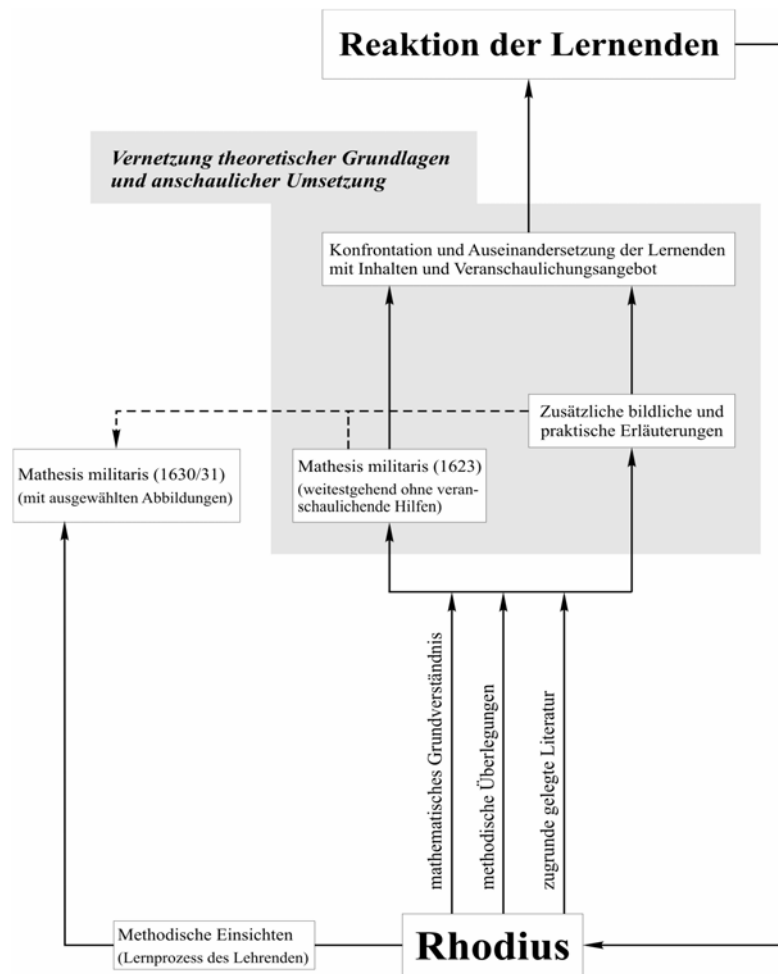 Reaktion der Lernenden
Vernetzung theoretischer Grundlagen
und anschaulicher Umsetzung
Konfrontation und Auseinandersetzung der Lernenden
mit Inhalten und Veranschaulichungsangebot
Zusätzliche bildliche und
praktische Erläuterungen
Mathesis militaris (1630/31)
(mit ausgewählten Abbildungen)
Mathesis militaris (1623)
(weitestgehend ohne veran-
schaulichende Hilfen)
mathematisches Grundverständnis
methodische Überlegungen
zugrunde gelegte Literatur
Methodische Einsichten
(Lernprozess des Lehrenden)
Rhodius